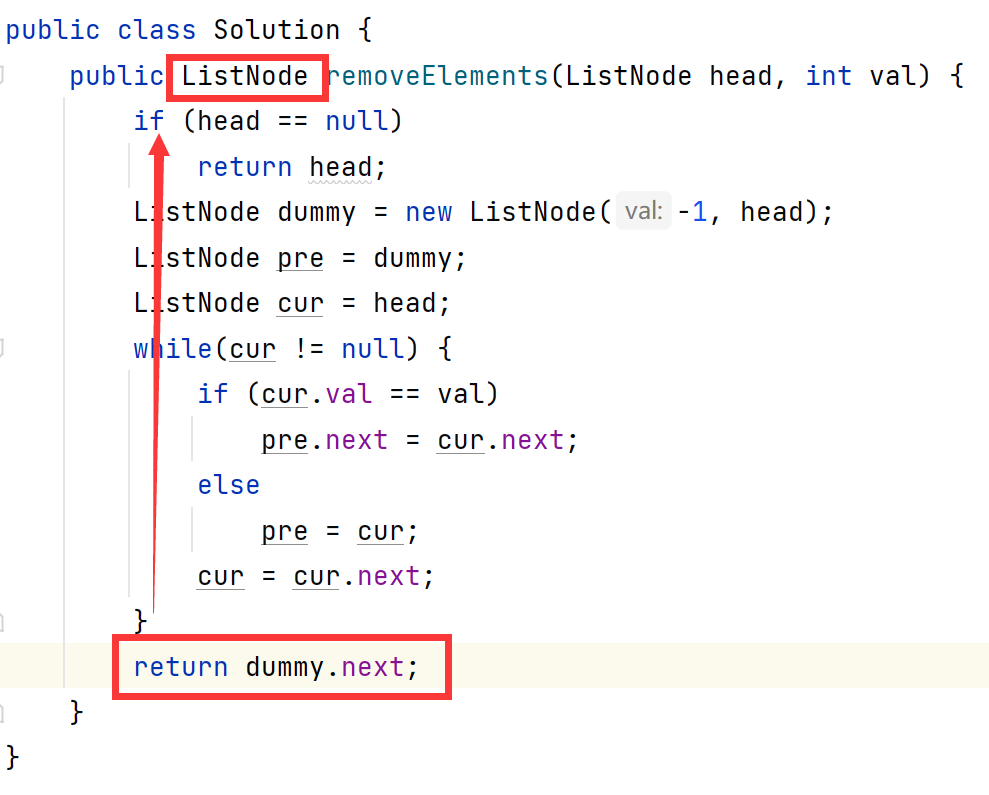 public class Solution {
    public ListNode removeElements(ListNode head, int val) {
        if (head == null)
            return head;
        ListNode dummy = new ListNode( val: -1, head);
        ListNode pre = dummy;
        ListNode cur = head;
        while(cur != null) {
            if (cur.val == val)
                pre.next = cur.next;
            else
                pre = cur;
            cur = cur.next;
        }
        return dummy.next;
    }
}